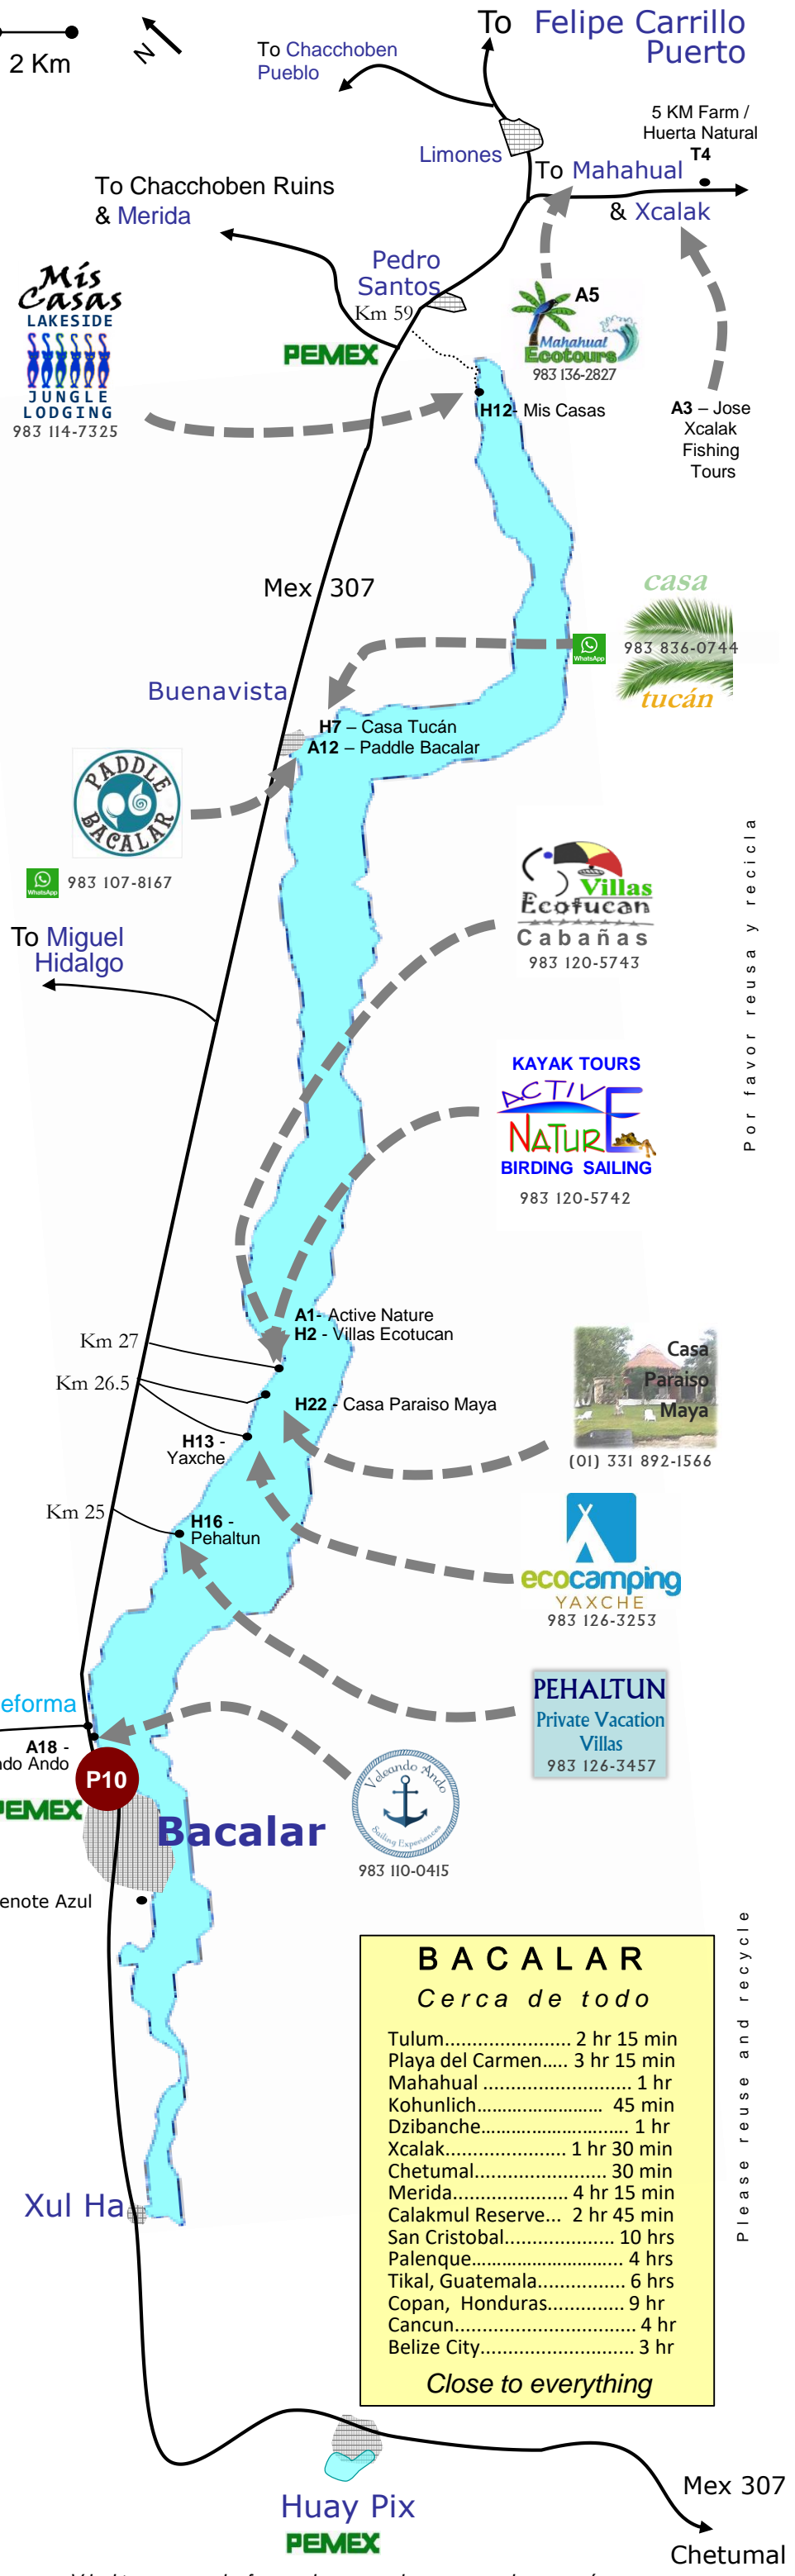 To Felipe Carrillo
Puerto
2 Km
N
To Chacchoben
Pueblo
5 KM Farm /
Huerta Natural
T4
Limones
To Mahahual
& Xcalak
To Chacchoben Ruins
& Merida
Pedro
Santos
Km 59
PEMEX
Mis
Casas
LAKESIDE
JUNGLE
LODGING
983 114-7325
A5
Mahahual
Ecotours
983 136-2827
H12- Mis Casas
A3 – Jose
Xcalak
Fishing
Tours
Mex 307
casa
WhatsApp
983 836-0744
tucán
Buenavista
H7 – Casa Tucán
A12 – Paddle Bacalar
PADDLE
BACALAR
WhatsApp
983 107-8167
Por favor reusa y recicla
Villas
Ecotucan
Cabañas
983 120-5743
To Miguel
Hidalgo
KAYAK TOURS
ACTIVE
NATURE
BIRDING SAILING
983 120-5742
A1- Active Nature
H2 - Villas Ecotucan
Km 27
Km 26.5
H22 - Casa Paraiso Maya
Casa
Paraiso
Maya
(01) 331 892-1566
H13 -
Yaxche
Km 25
H16 -
Pehaltun
ecocamping
YAXCHE
983 126-3253
PEHALTUN
Private Vacation
Villas
983 126-3457
eforma
A18 -
ndo Ando
P10
PEMEX
Bacalar
Veleando Ando
Sailing Experiences
983 110-0415
enote Azul
Please reuse and recycle
BACALAR
Cerca de todo
Tulum........................ 2 hr 15 min
Playa del Carmen..... 3 hr 15 min
Mahahual ............................ 1 hr
Kohunlich........................ 45 min
Dzibanche............................ 1 hr
Xcalak....................... 1 hr 30 min
Chetumal......................... 30 min
Merida...................... 4 hr 15 min
Calakmul Reserve... 2 hr 45 min
San Cristobal..................... 10 hrs
Palenque............................. 4 hrs
Tikal, Guatemala................. 6 hrs
Copan, Honduras.............. 9 hr
Cancun.................................. 4 hr
Belize City............................. 3 hr
Close to everything
Xul Ha
Huay Pix
PEMEX
Mex 307
Chetumal